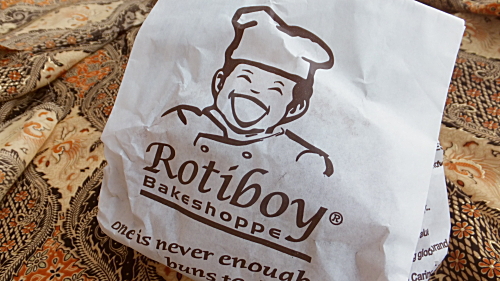 Rotiboy®
Bakeshoppe
one is never enough
buns to